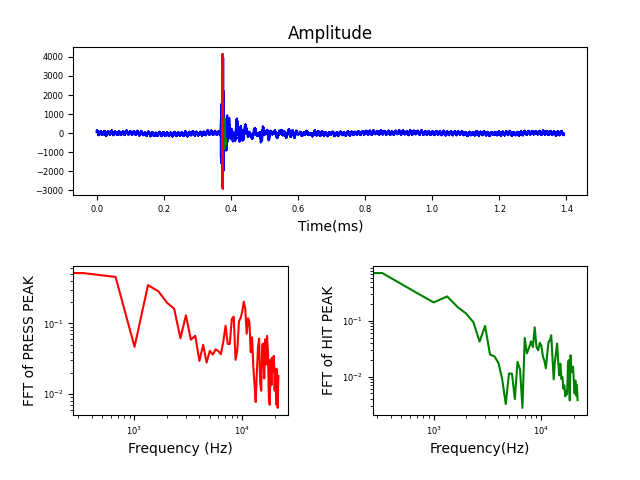 Amplitude
4000
3000
2000
1000
0
−1000
−2000
−3000
0.0 0.2 0.4 0.6 0.8 1.0 1.2 1.4
Time(ms)
FFT of PRESS PEAK
10⁻¹
10⁻²
10³ 10⁴
Frequency (Hz)
FFT of HIT PEAK
10⁻¹
10⁻²
10³ 10⁴
Frequency(Hz)